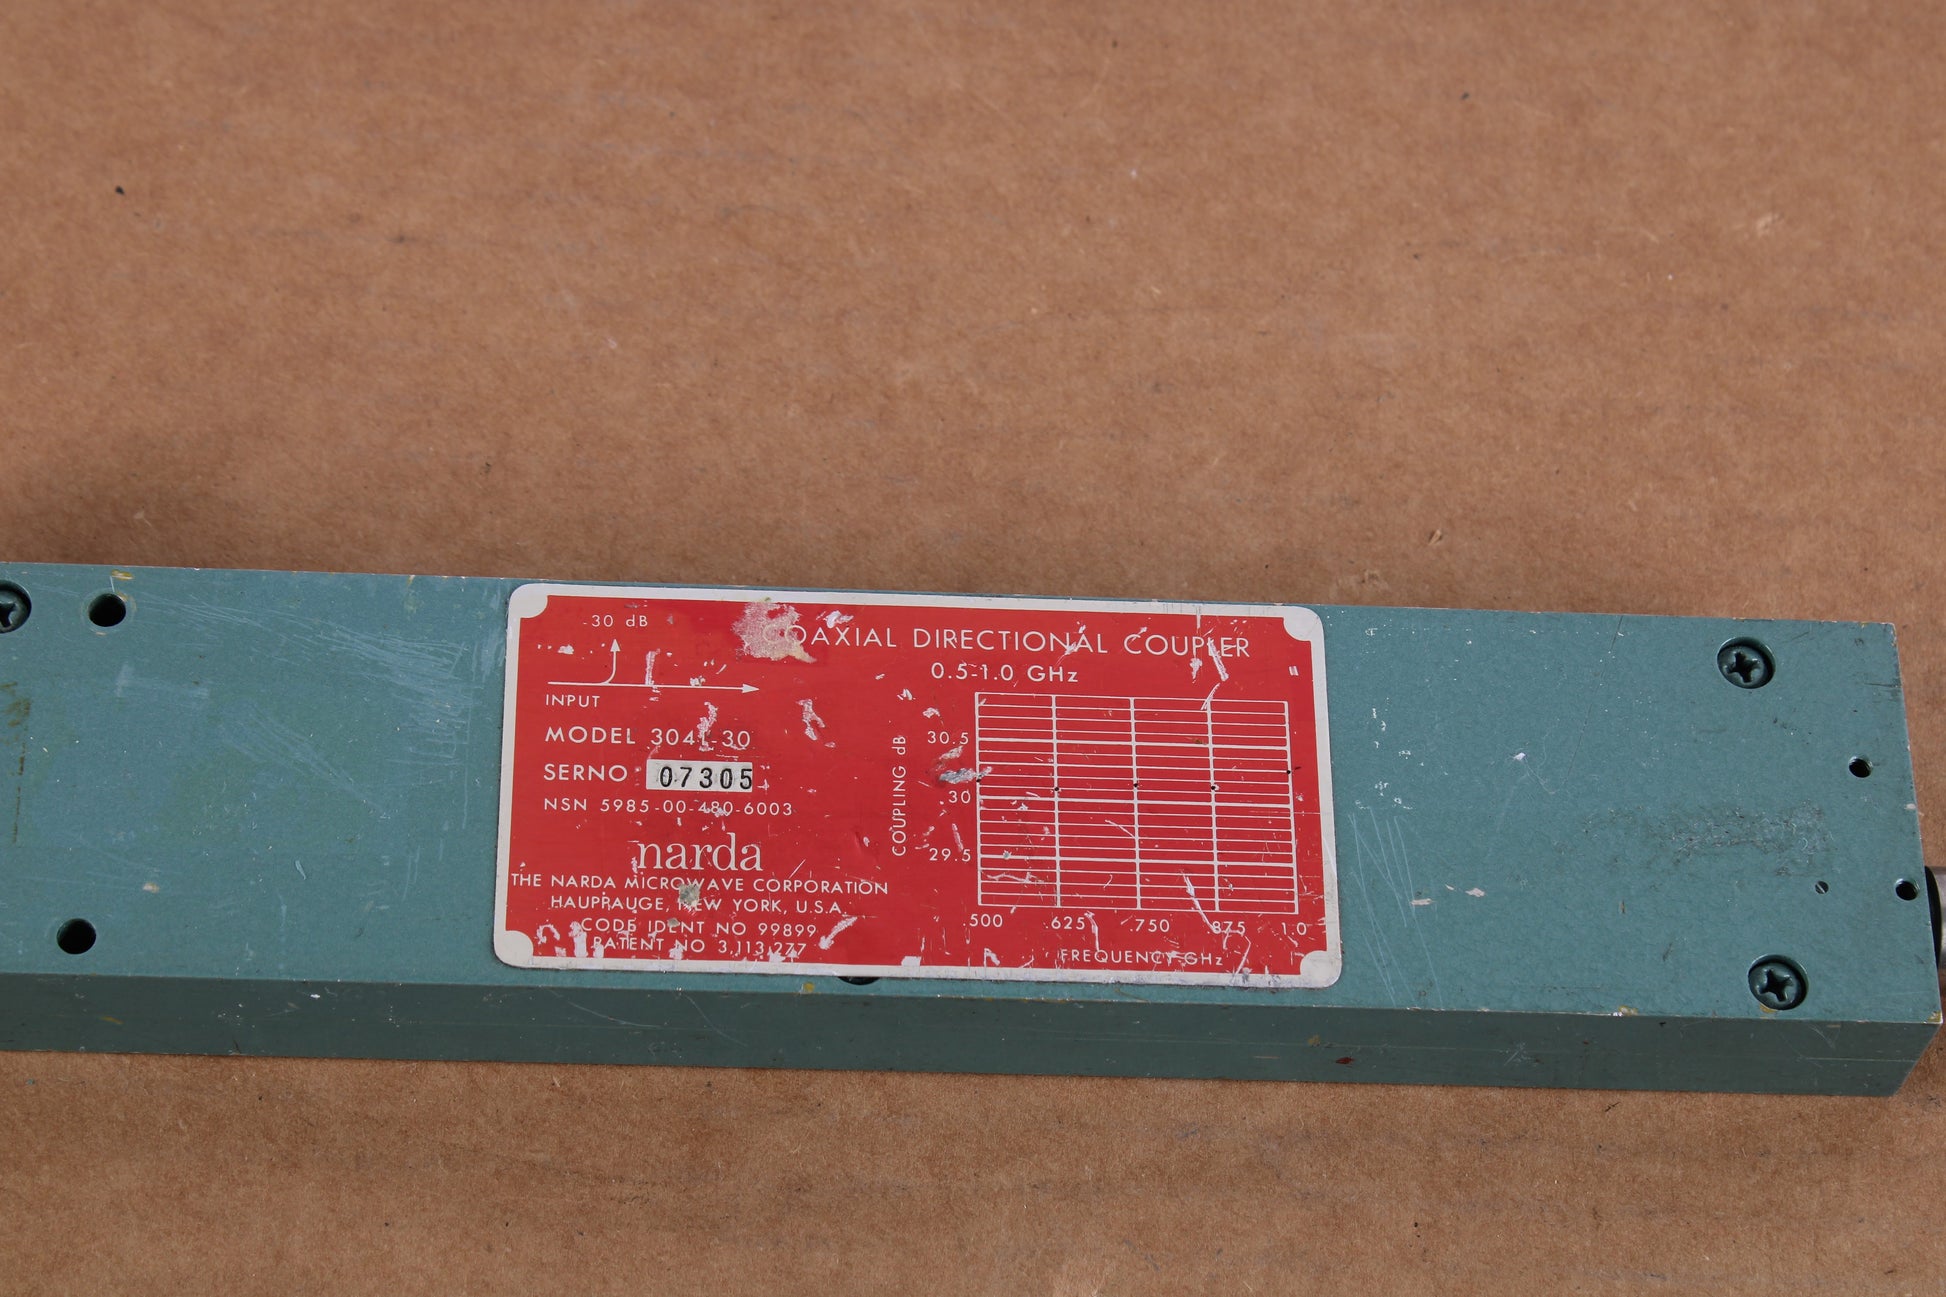 -30 dB
INPUT
MODEL 3041-30
SERNO 07305
NSN 5985-00-480-6003
narda
THE NARDA MICROWAVE CORPORATION
HAUPPAUGE, NEW YORK, U.S.A.
CODE IDENT NO 99899
PATENT NO 3,113,277
COAXIAL DIRECTIONAL COUPLER
0.5-1.0 GHz
COUPLING dB
30.5
30
29.5
.500 .625 .750 .875 1.0
FREQUENCY-GHz